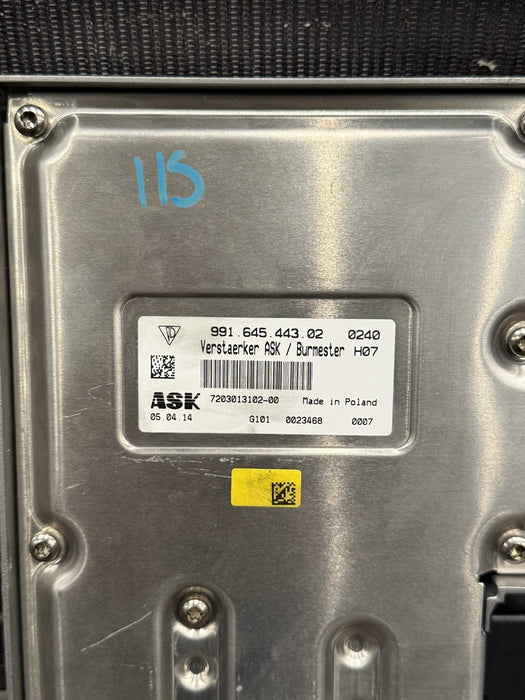 115
991.645.443.02 0240
Verstaerker ASK / Burmester H07
ASK 7203013102-00 Made in Poland
05.04.14 G101 0023468 0007